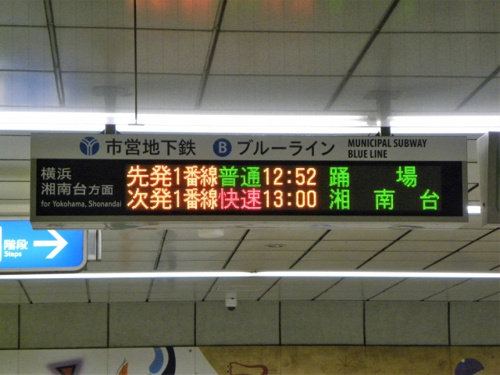 市営地下鉄 B ブルーライン MUNICIPAL SUBWAY
BLUE LINE
横浜
湘南台方面
for Yokohama, Shonandai
先発1番線普通12:52 踊場
次発1番線快速13:00 湘南台
階段
Steps